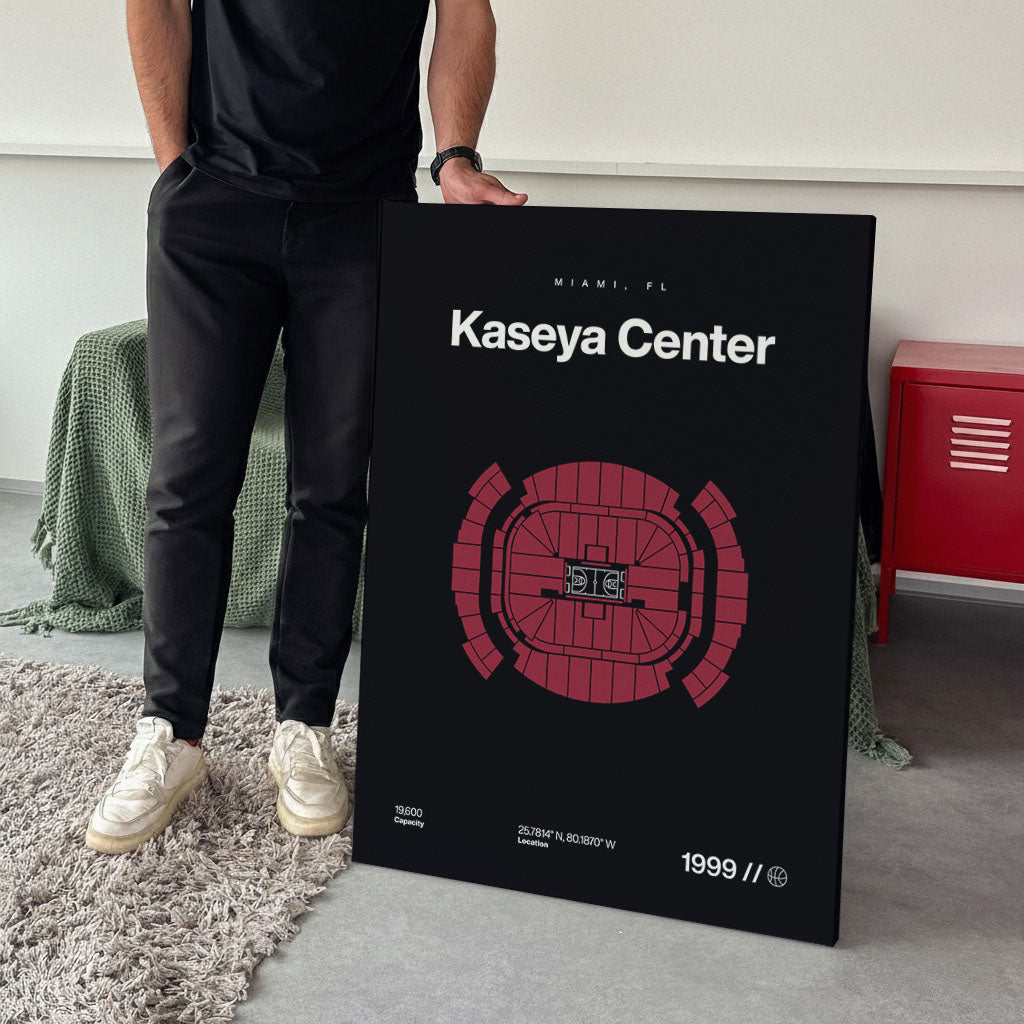 MIAMI, FL
Kaseya Center
19,600
Capacity
25.7814° N, 80.1870° W
Location
1999 //